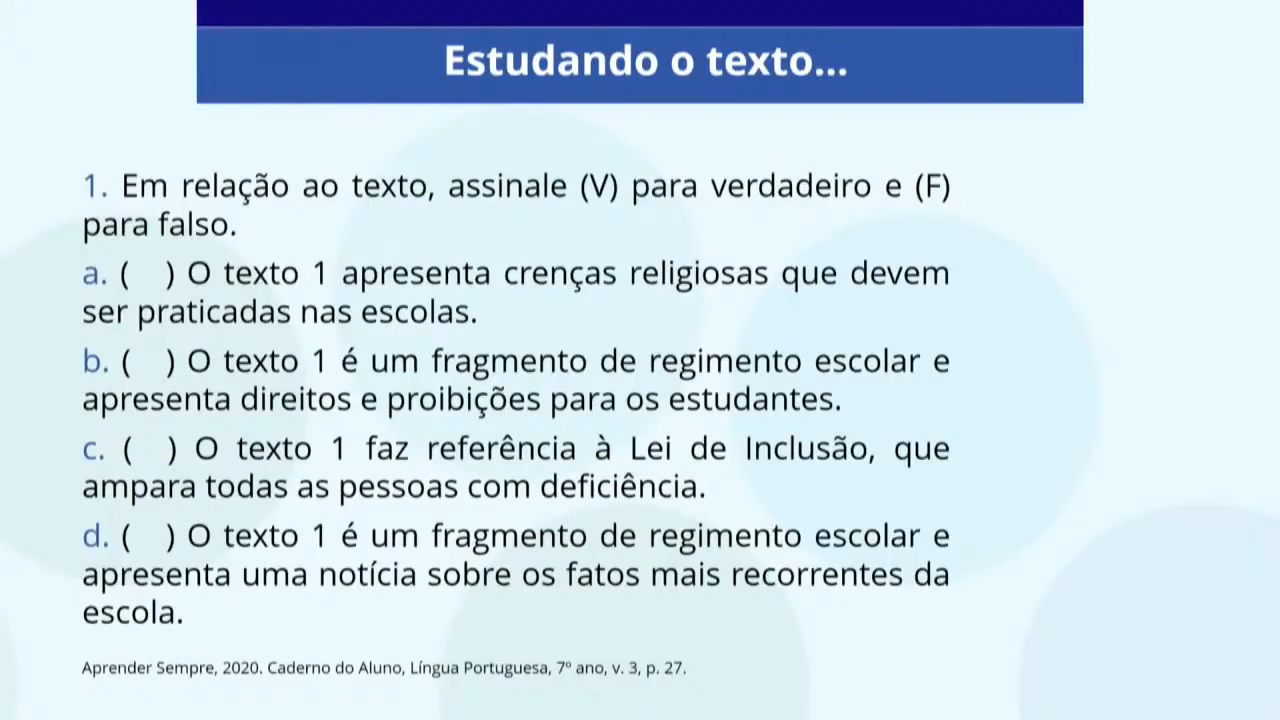 Estudando o texto...
1. Em relação ao texto, assinale (V) para verdadeiro e (F)
para falso.
a. (   ) O texto 1 apresenta crenças religiosas que devem
ser praticadas nas escolas.
b. (   ) O texto 1 é um fragmento de regimento escolar e
apresenta direitos e proibições para os estudantes.
c. (   ) O texto 1 faz referência à Lei de Inclusão, que
ampara todas as pessoas com deficiência.
d. (   ) O texto 1 é um fragmento de regimento escolar e
apresenta uma notícia sobre os fatos mais recorrentes da
escola.
Aprender Sempre, 2020. Caderno do Aluno, Língua Portuguesa, 7º ano, v. 3, p. 27.